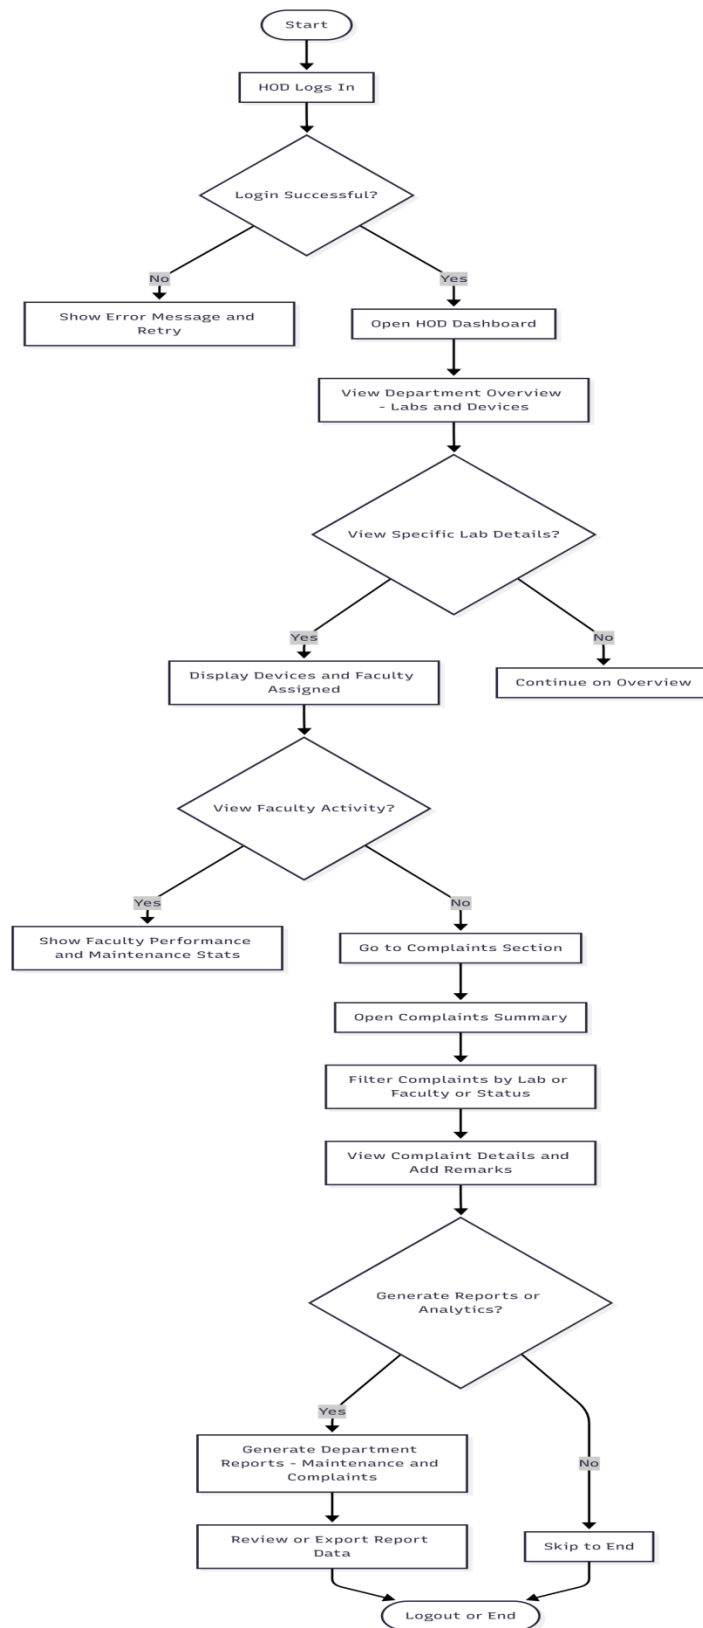 Start
HOD Logs In
Login Successful?
No
Yes
Show Error Message and
Retry
Open HOD Dashboard
View Department Overview
- Labs and Devices
View Specific Lab Details?
Yes
No
Display Devices and Faculty
Assigned
Continue on Overview
View Faculty Activity?
Yes
No
Show Faculty Performance
and Maintenance Stats
Go to Complaints Section
Open Complaints Summary
Filter Complaints by Lab or
Faculty or Status
View Complaint Details and
Add Remarks
Generate Reports or
Analytics?
Yes
Generate Department
Reports - Maintenance and
Complaints
No
Review or Export Report
Data
Skip to End
Logout or End